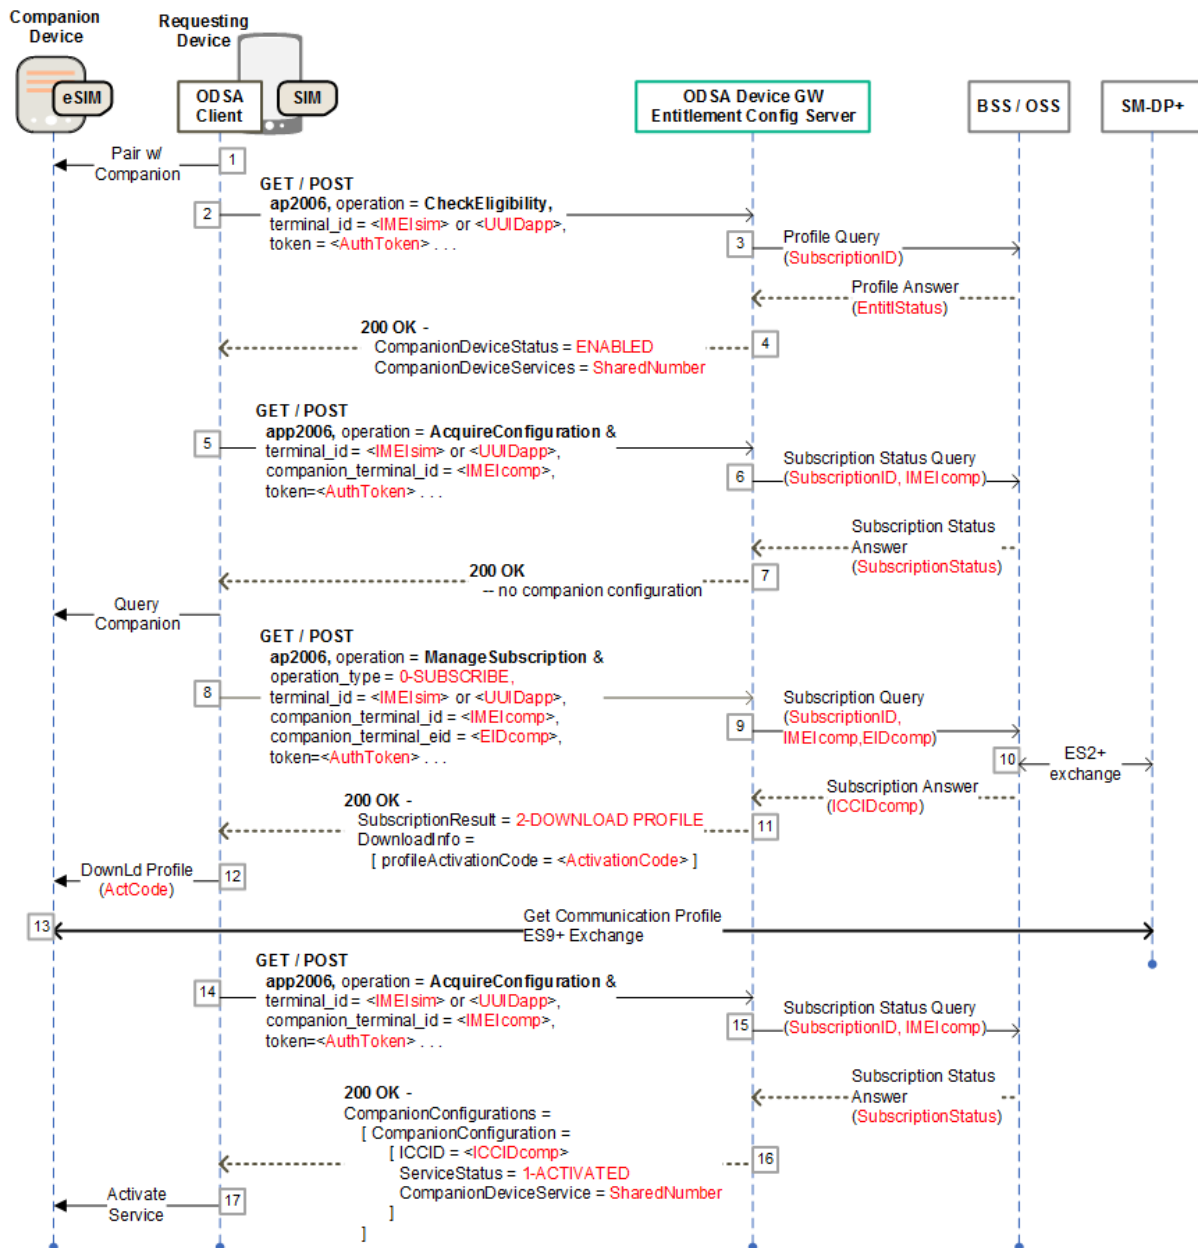 Companion
Device
Requesting
Device
eSIM
ODSA
Client
SIM
ODSA Device GW
Entitlement Config Server
BSS / OSS
SM-DP+
Pair w/
Companion
1
GET / POST
ap2006, operation = CheckEligibility,
terminal_id = <IMEIsim> or <UUIDapp>,
token = <AuthToken> . . .
2
3
Profile Query
(SubscriptionID)
Profile Answer
(EntitlStatus)
200 OK -
CompanionDeviceStatus = ENABLED
CompanionDeviceServices = SharedNumber
4
GET / POST
app2006, operation = AcquireConfiguration &
terminal_id = <IMEIsim> or <UUIDapp>,
companion_terminal_id = <IMEIcomp>,
token=<AuthToken> . . .
5
6
Subscription Status Query
(SubscriptionID, IMEIcomp)
Subscription Status
Answer
(SubscriptionStatus)
200 OK
-- no companion configuration
7
Query
Companion
GET / POST
ap2006, operation = ManageSubscription &
operation_type = 0-SUBSCRIBE,
terminal_id = <IMEIsim> or <UUIDapp>,
companion_terminal_id = <IMEIcomp>,
companion_terminal_eid = <EIDcomp>,
token=<AuthToken> . . .
8
9
Subscription Query
(SubscriptionID,
IMEIcomp,EIDcomp)
10
ES2+
exchange
Subscription Answer
(ICCIDcomp)
200 OK -
SubscriptionResult = 2-DOWNLOAD PROFILE
DownloadInfo =
[ profileActivationCode = <ActivationCode> ]
11
DownLd Profile
(ActCode)
12
13
Get Communication Profile
ES9+ Exchange
GET / POST
app2006, operation = AcquireConfiguration &
terminal_id = <IMEIsim> or <UUIDapp>,
companion_terminal_id = <IMEIcomp>,
token=<AuthToken> . . .
14
15
Subscription Status Query
(SubscriptionID, IMEIcomp)
Subscription Status
Answer
(SubscriptionStatus)
200 OK -
CompanionConfigurations =
[ CompanionConfiguration =
[ ICCID = <ICCIDcomp>
ServiceStatus = 1-ACTIVATED
CompanionDeviceService = SharedNumber
]
]
16
Activate
Service
17